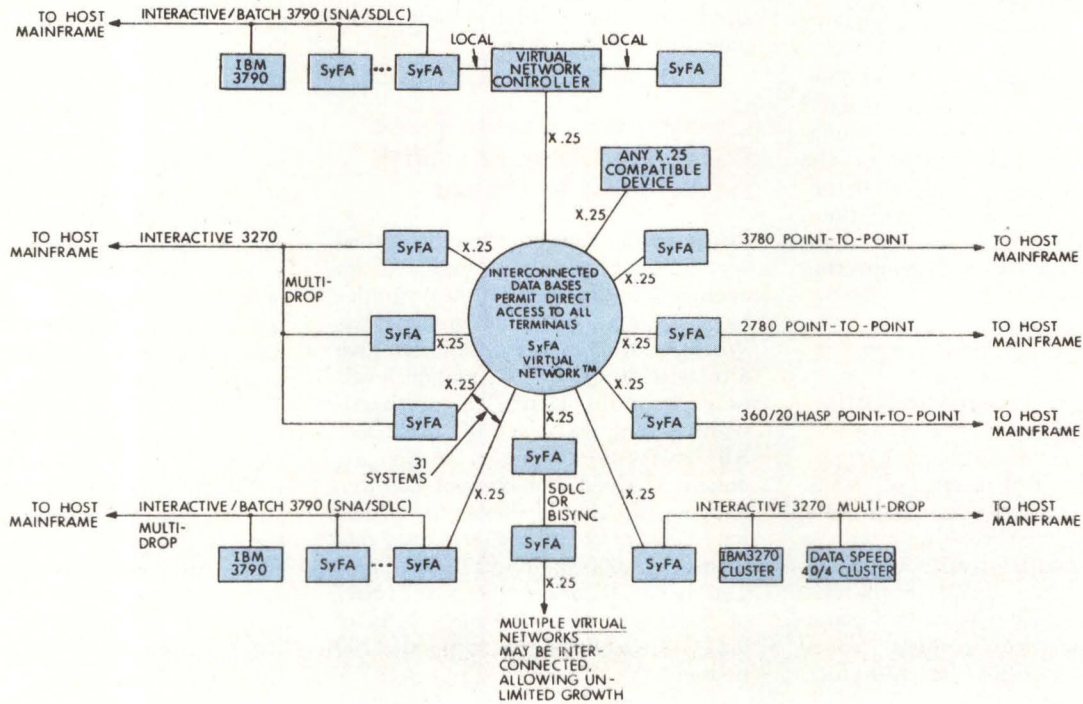 TO HOST
MAINFRAME
INTERACTIVE/BATCH 3790 (SNA/SDLC)
IBM
3790
SyFA
SyFA
LOCAL
VIRTUAL
NETWORK
CONTROLLER
LOCAL
SyFA
X.25
ANY X.25
COMPATIBLE
DEVICE
X.25
TO HOST
MAINFRAME
INTERACTIVE 3270
MULTI-
DROP
SyFA
X.25
SyFA
X.25
3780 POINT-TO-POINT
TO HOST
MAINFRAME
INTERCONNECTED
DATA BASES
PERMIT DIRECT
ACCESS TO ALL
TERMINALS
SyFA
VIRTUAL
NETWORK™
SyFA
X.25
X.25
SyFA
2780 POINT-TO-POINT
TO HOST
MAINFRAME
SyFA
X.25
X.25
SyFA
360/20 HASP POINT-TO-POINT
TO HOST
MAINFRAME
31
SYSTEMS
X.25
X.25
SyFA
SDLC
OR
BISYNC
SyFA
X.25
X.25
TO HOST
MAINFRAME
INTERACTIVE/BATCH 3790 (SNA/SDLC)
MULTI-
DROP
IBM
3790
SyFA
SyFA
SyFA
INTERACTIVE 3270 MULTI-DROP
IBM3270
CLUSTER
DATA SPEED
40/4 CLUSTER
TO HOST
MAINFRAME
MULTIPLE VIRTUAL
NETWORKS
MAY BE INTER-
CONNECTED,
ALLOWING UN-
LIMITED GROWTH